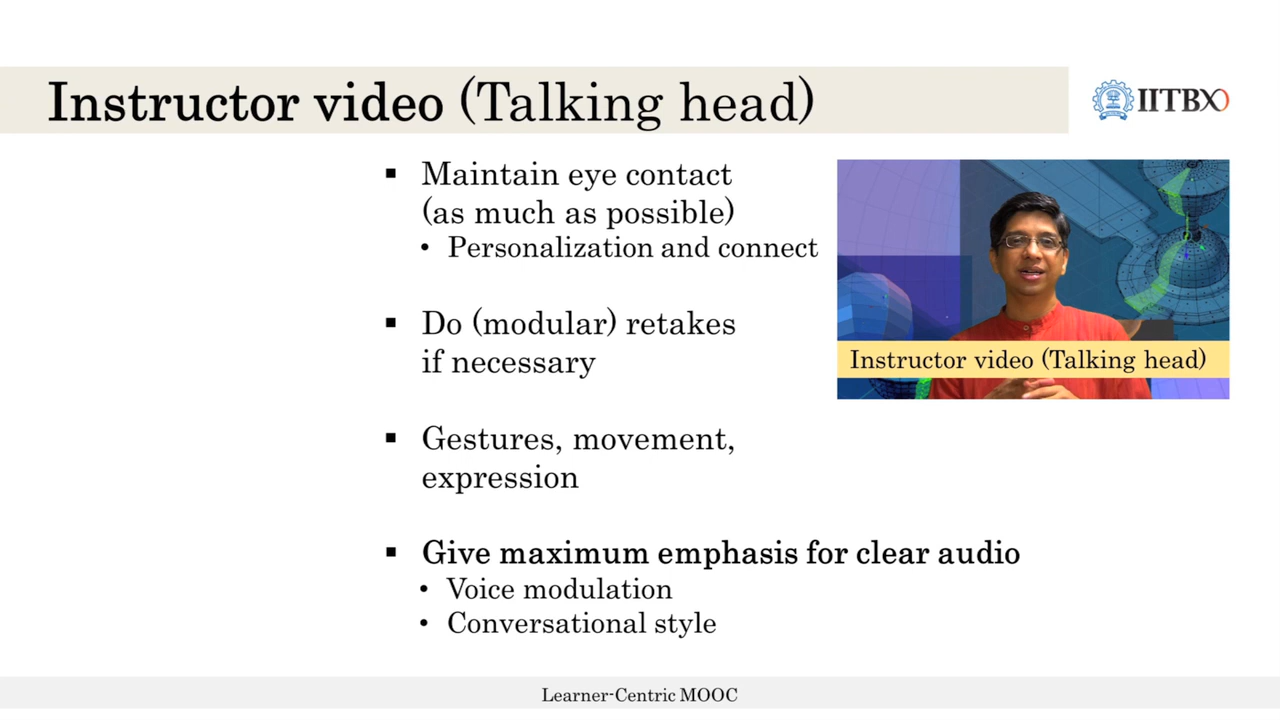 Instructor video (Talking head)
IITBX
▪ Maintain eye contact
(as much as possible)
• Personalization and connect
▪ Do (modular) retakes
if necessary
▪ Gestures, movement,
expression
▪ Give maximum emphasis for clear audio
• Voice modulation
• Conversational style
Instructor video (Talking head)
Learner-Centric MOOC